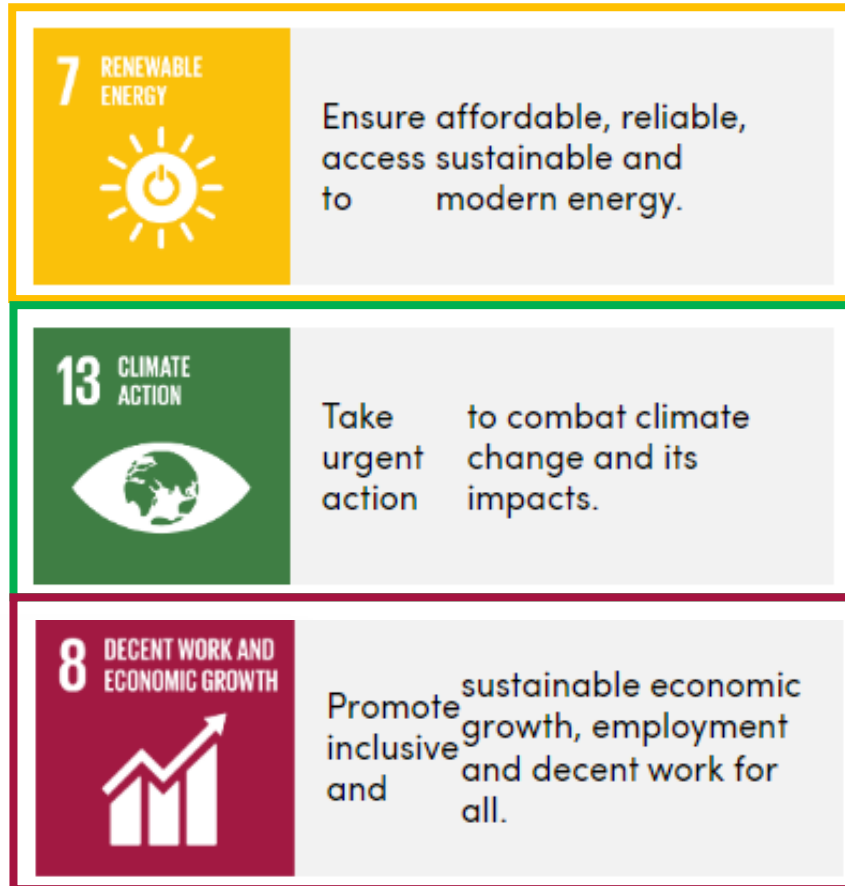 7 RENEWABLE
ENERGY
Ensure affordable, reliable,
access sustainable and
to modern energy.
13 CLIMATE
ACTION
Take to combat climate
urgent change and its
action impacts.
8 DECENT WORK AND
ECONOMIC GROWTH
Promote
inclusive
and
sustainable economic
growth, employment
and decent work for
all.